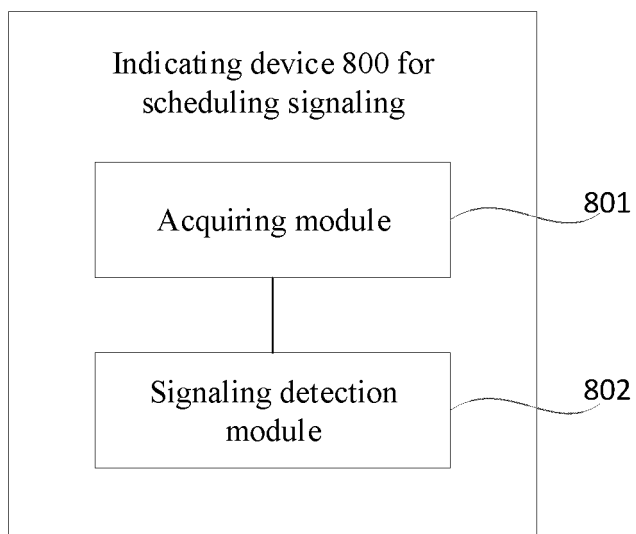 Indicating device 800 for
scheduling signaling
Acquiring module
801
Signaling detection
module
802